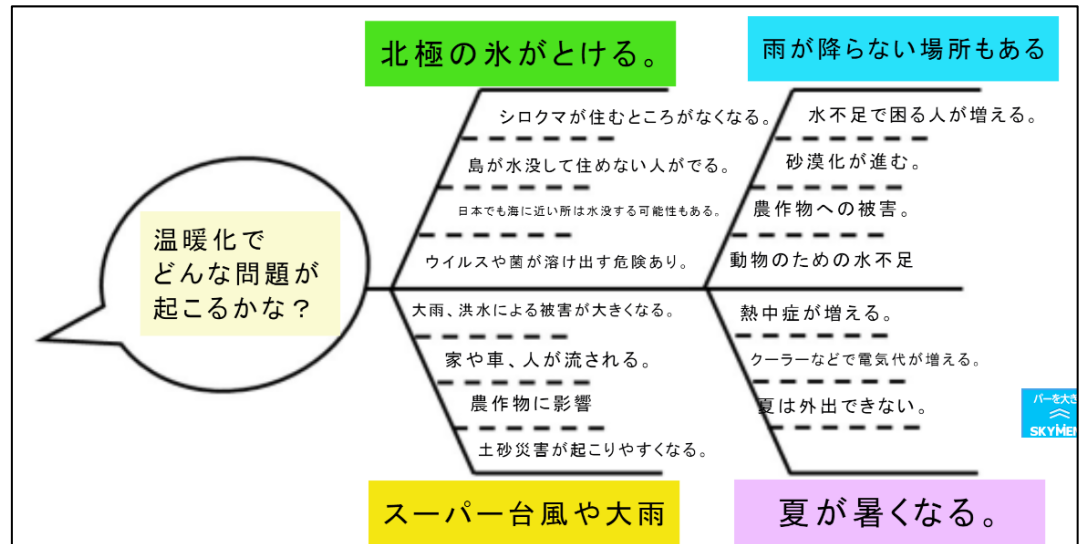 北極の氷がとける。
雨が降らない場所もある
シロクマが住むところがなくなる。
島が水没して住めない人がでる。
日本でも海に近い所は水没する可能性もある。
ウイルスや菌が溶け出す危険あり。
水不足で困る人が増える。
砂漠化が進む。
農作物への被害。
動物のための水不足
温暖化で
どんな問題が
起こるかな？
大雨、洪水による被害が大きくなる。
家や車、人が流される。
農作物に影響
土砂災害が起こりやすくなる。
熱中症が増える。
クーラーなどで電気代が増える。
夏は外出できない。
スーパー台風や大雨
夏が暑くなる。
バーを大き
SKYMEN